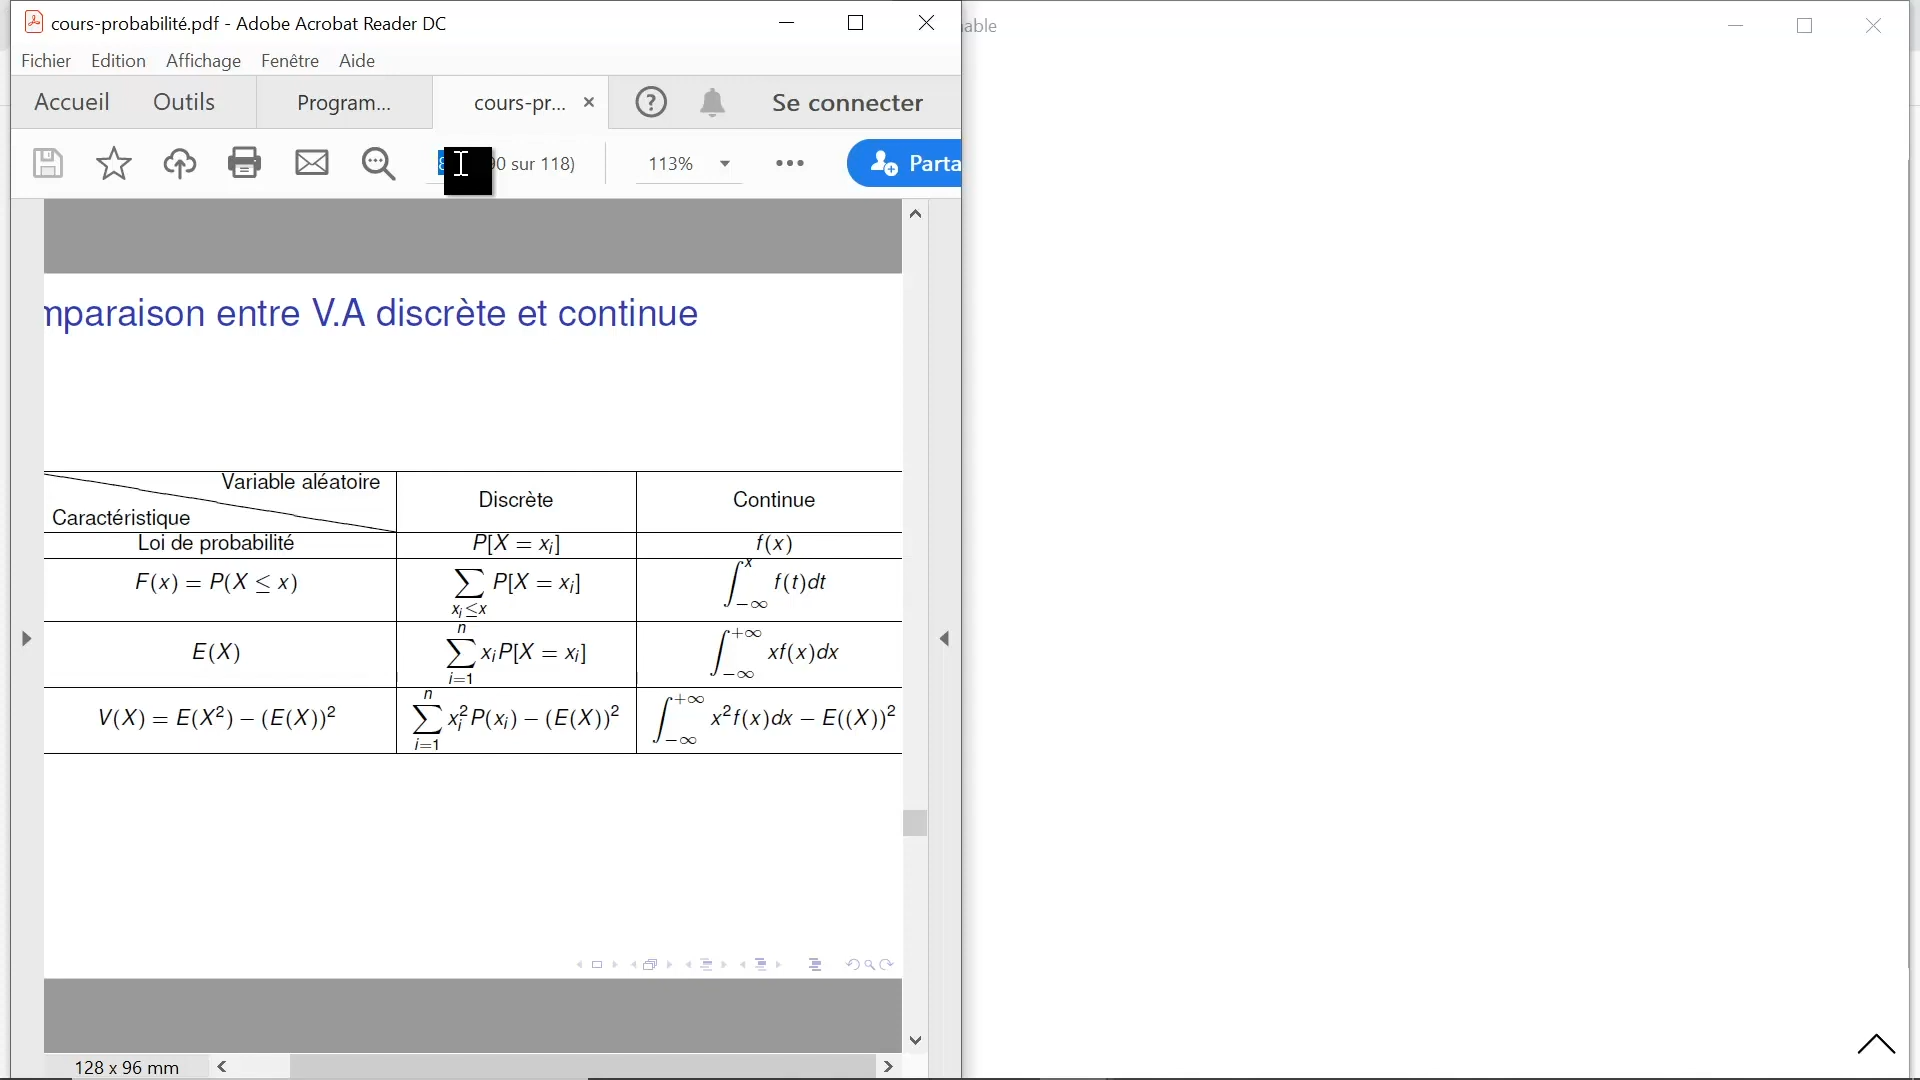 cours-probabilité.pdf - Adobe Acrobat Reader DC
Fichier Edition Affichage Fenêtre Aide
Accueil Outils Program... cours-pr... × Se connecter
0 sur 118) 113% Parta
mparaison entre V.A discrète et continue
Variable aléatoire
Caractéristique
Discrète Continue
Loi de probabilité P[X = xᵢ] f(x)
F(x) = P(X ≤ x) ∑_{xᵢ≤x} P[X = xᵢ] ∫_{−∞}^{x} f(t)dt
E(X) ∑_{i=1}^{n} xᵢP[X = xᵢ] ∫_{−∞}^{+∞} xf(x)dx
V(X) = E(X²) − (E(X))² ∑_{i=1}^{n} xᵢ²P(xᵢ) − (E(X))² ∫_{−∞}^{+∞} x²f(x)dx − E((X))²
128 x 96 mm
able